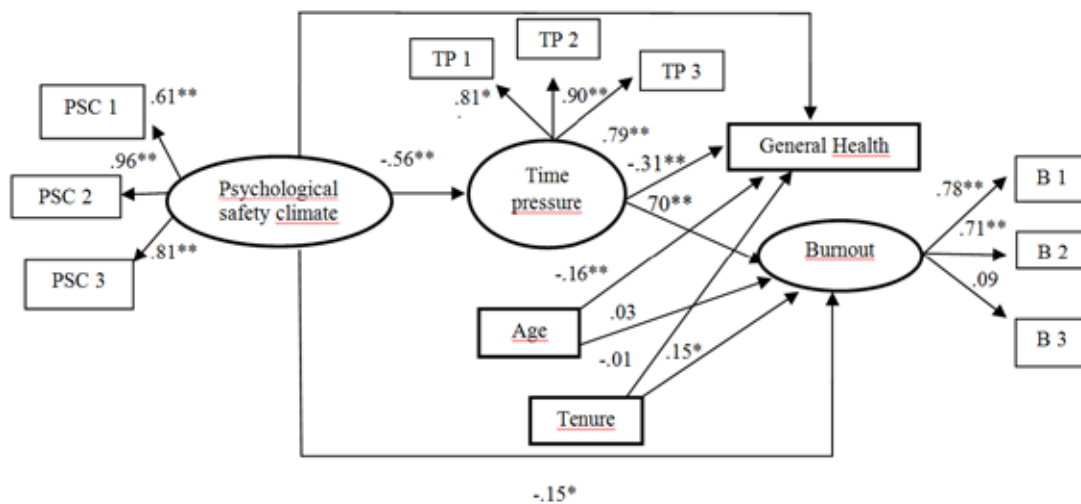 TP 2
TP 1
TP 3
PSC 1
.61**
.81*
.90**
.79**
General Health
.96**
-.56**
-.31**
PSC 2
Psychological
safety climate
Time
pressure
.70**
B 1
.78**
.71**
Burnout
B 2
PSC 3
.81**
-.16**
.09
.03
Age
B 3
-.01
.15*
Tenure
-.15*